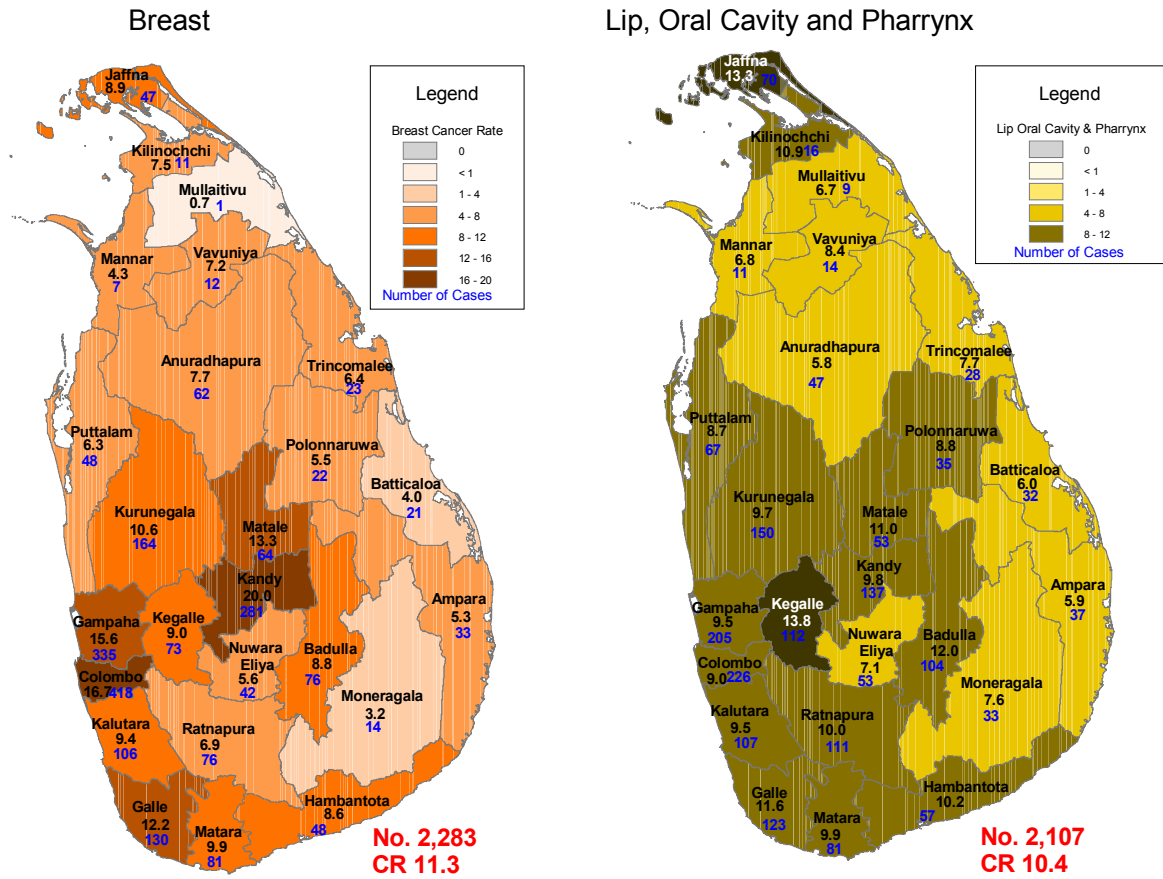 Breast
Lip, Oral Cavity and Pharrynx
Legend
Breast Cancer Rate
0
< 1
1 - 4
4 - 8
8 - 12
12 - 16
16 - 20
Number of Cases
Jaffna
8.9
47
Kilinochchi
7.5 11
Mullaitivu
0.7 1
Mannar
4.3
7
Vavuniya
7.2
12
Anuradhapura
7.7
62
Trincomalee
6.4
23
Puttalam
6.3
48
Polonnaruwa
5.5
22
Batticaloa
4.0
21
Kurunegala
10.6
164
Matale
13.3
64
Kandy
20.0
281
Ampara
5.3
33
Gampaha
15.6
335
Kegalle
9.0
73
Nuwara
Eliya
5.6
42
Badulla
8.8
76
Colombo
16.7 418
Moneragala
3.2
14
Kalutara
9.4
106
Ratnapura
6.9
76
Galle
12.2
130
Matara
9.9
81
Hambantota
8.6
48
No. 2,283
CR 11.3
Legend
Lip Oral Cavity & Pharrynx
0
< 1
1 - 4
4 - 8
8 - 12
Number of Cases
Jaffna
13.3 70
Kilinochchi
10.9 16
Mullaitivu
6.7 9
Mannar
6.8
11
Vavuniya
8.4
14
Anuradhapura
5.8
47
Trincomalee
7.7
28
Puttalam
8.7
67
Polonnaruwa
8.8
35
Batticaloa
6.0
32
Kurunegala
9.7
150
Matale
11.0
53
Kandy
9.8
137
Ampara
5.9
37
Gampaha
9.5
205
Kegalle
13.8
112
Nuwara
Eliya
7.1
53
Badulla
12.0
104
Colombo
9.0 226
Moneragala
7.6
33
Kalutara
9.5
107
Ratnapura
10.0
111
Galle
11.6
123
Matara
9.9
81
Hambantota
10.2
57
No. 2,107
CR 10.4